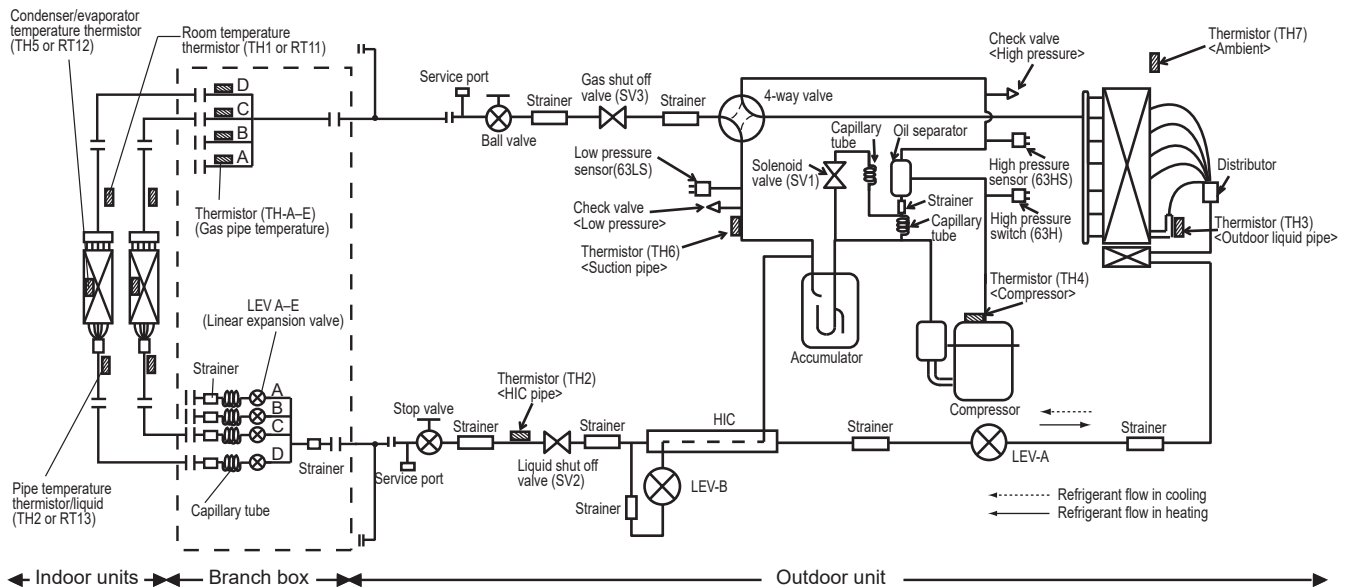 Condenser/evaporator
temperature thermistor
(TH5 or RT12)
Room temperature
thermistor (TH1 or RT11)
D
C
B
A
Thermistor (TH-A–E)
(Gas pipe temperature)
LEV A–E
(Linear expansion valve)
Strainer
A
B
C
D
Strainer
Capillary tube
Pipe temperature
thermistor/liquid
(TH2 or RT13)
Service port
Ball valve
Strainer
Gas shut off
valve (SV3)
Strainer
4-way valve
Check valve
<High pressure>
Thermistor (TH7)
<Ambient>
Low pressure
sensor(63LS)
Check valve
<Low pressure>
Thermistor (TH6)
<Suction pipe>
Solenoid
valve (SV1)
Capillary
tube
Oil separator
Strainer
Capillary
tube
High pressure
sensor (63HS)
High pressure
switch (63H)
Distributor
Thermistor (TH3)
<Outdoor liquid pipe>
Thermistor (TH4)
<Compressor>
Accumulator
Compressor
Stop valve
Service port
Strainer
Thermistor (TH2)
<HIC pipe>
Liquid shut off
valve (SV2)
Strainer
Strainer
HIC
LEV-B
Strainer
LEV-A
Strainer
Refrigerant flow in cooling
Refrigerant flow in heating
Indoor units
Branch box
Outdoor unit